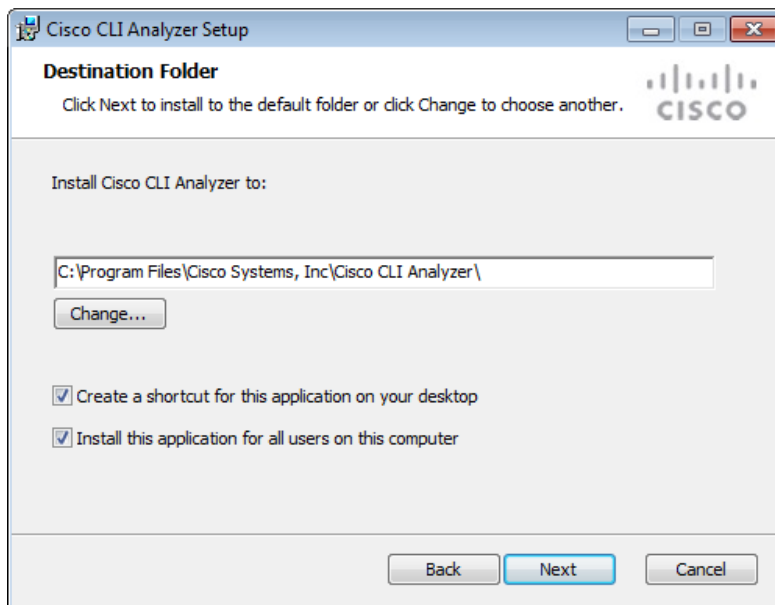 Cisco CLI Analyzer Setup
Destination Folder
Click Next to install to the default folder or click Change to choose another.
CISCO
Install Cisco CLI Analyzer to:
C:\Program Files\Cisco Systems, Inc\Cisco CLI Analyzer\
Change...
Create a shortcut for this application on your desktop
Install this application for all users on this computer
Back Next Cancel